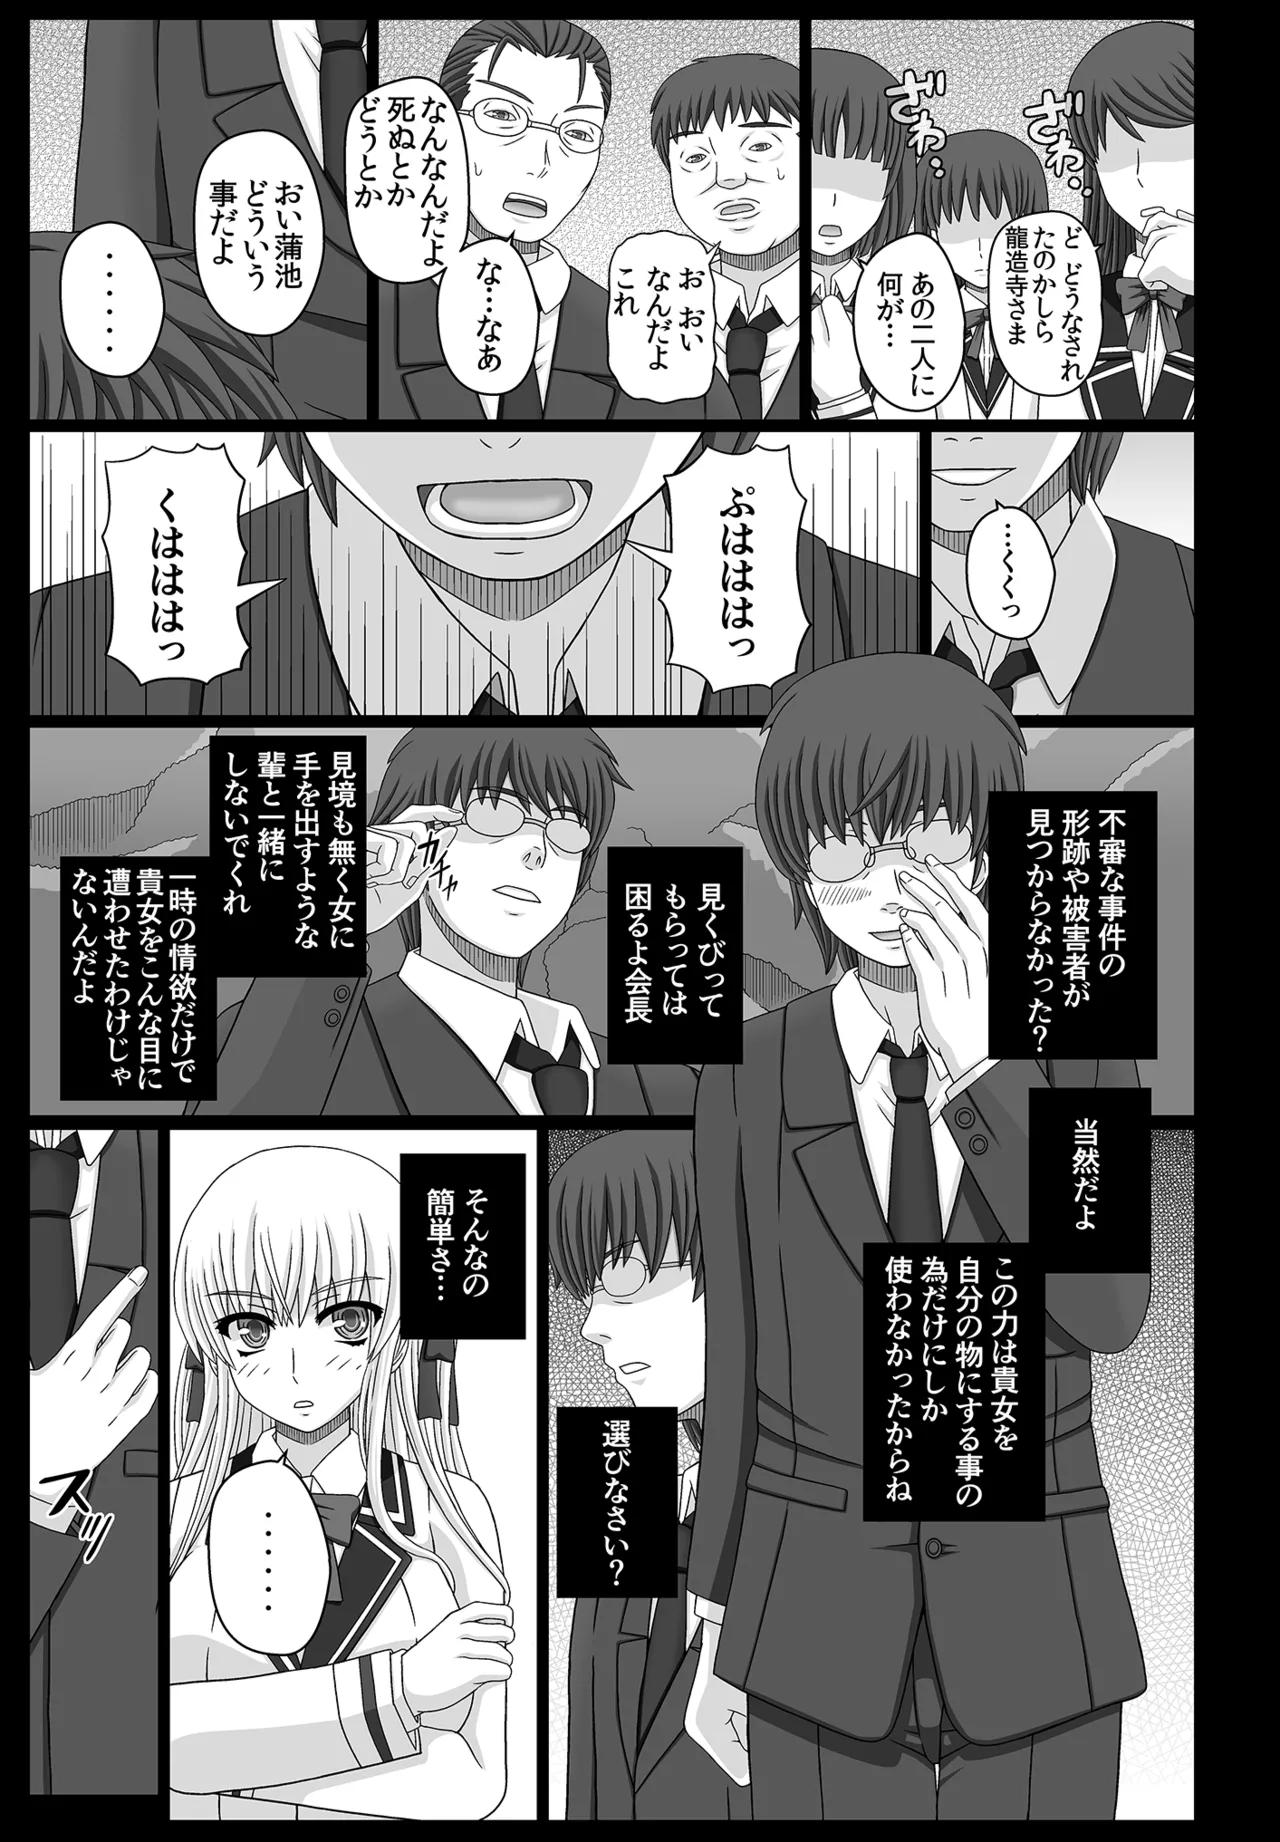 ど どうなされ
たのかしら
龍造寺さま
ざわ・・
ざわ・・
あの二人に
何が…
お おい
なんだよ
これ
な…なあ
なんなんだよ
死ぬとか
どうとか
おい蒲池
どういう
事だよ
・・・・・・
…くくっ
ぷはははっ
くはははっ
不審な事件の
形跡や被害者が
見つからなかった？
当然だよ
この力は貴女を
自分の物にする事の
為だけにしか
使わなかったからね
見くびって
もらっては
困るよ会長
カチャ
見境も無く女に
手を出すような
輩と一緒に
しないでくれ
一時の情欲だけで
貴女をこんな目に
遭わせたわけじゃ
ないんだよ
選びなさい？
そんなの
簡単さ…
・・・・・・
スッ